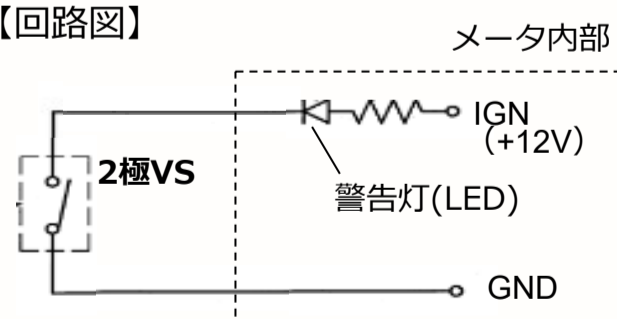 【回路図】
メータ内部
IGN
（+12V）
2極VS
警告灯(LED)
GND